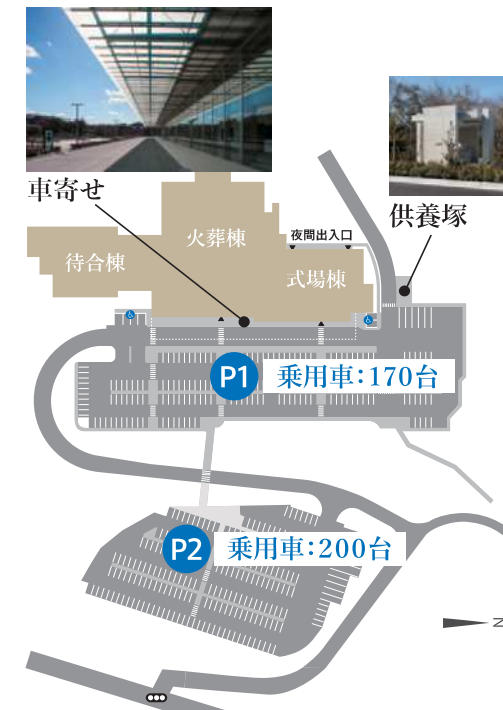 車寄せ
供養塚
夜間出入口
火葬棟
待合棟
式場棟
P1 乗用車：170台
P2 乗用車：200台
N